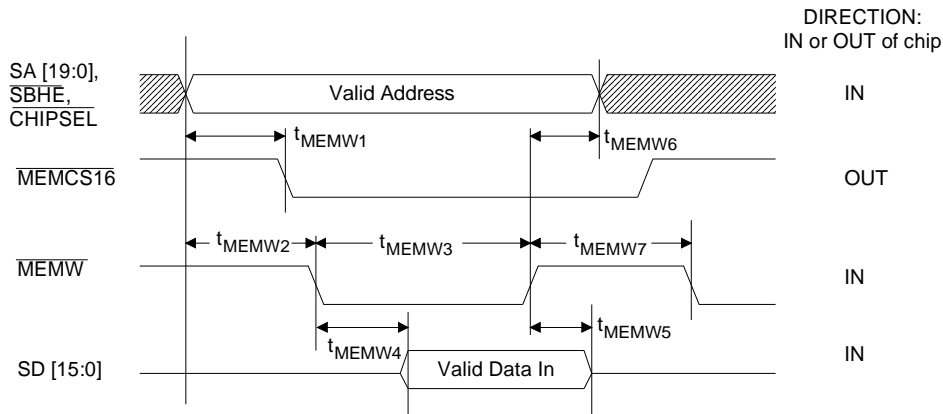 DIRECTION:
IN or OUT of chip
SA [19:0],
SBHE,
CHIPSEL
Valid Address
IN
tMEMW1
tMEMW6
MEMCS16
OUT
tMEMW2
tMEMW3
tMEMW7
MEMW
IN
tMEMW4
tMEMW5
SD [15:0]
Valid Data In
IN